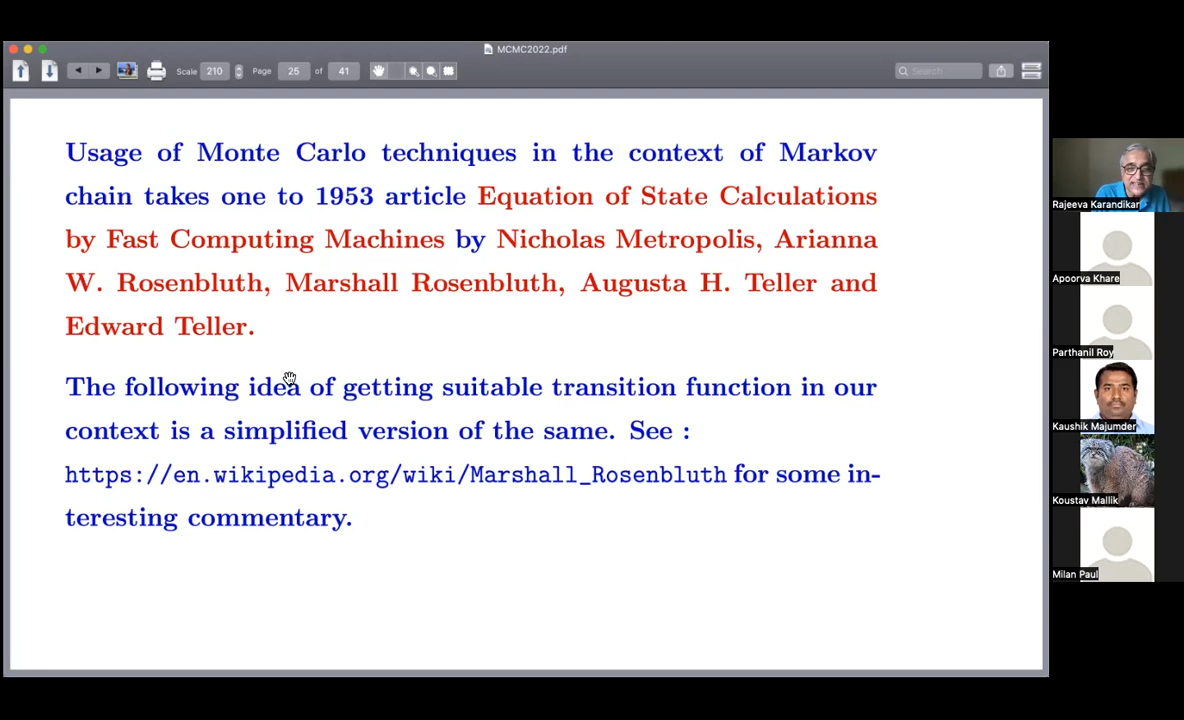 MCMC2022.pdf
Scale 210 Page 25 of 41 Search
Usage of Monte Carlo techniques in the context of Markov
chain takes one to 1953 article Equation of State Calculations
by Fast Computing Machines by Nicholas Metropolis, Arianna
W. Rosenbluth, Marshall Rosenbluth, Augusta H. Teller and
Edward Teller.
The following idea of getting suitable transition function in our
context is a simplified version of the same. See :
https://en.wikipedia.org/wiki/Marshall_Rosenbluth for some in-
teresting commentary.
Rajeeva Karandikar
Apoorva Khare
Parthanil Roy
Kaushik Majumder
Koustav Mallik
Milan Paul